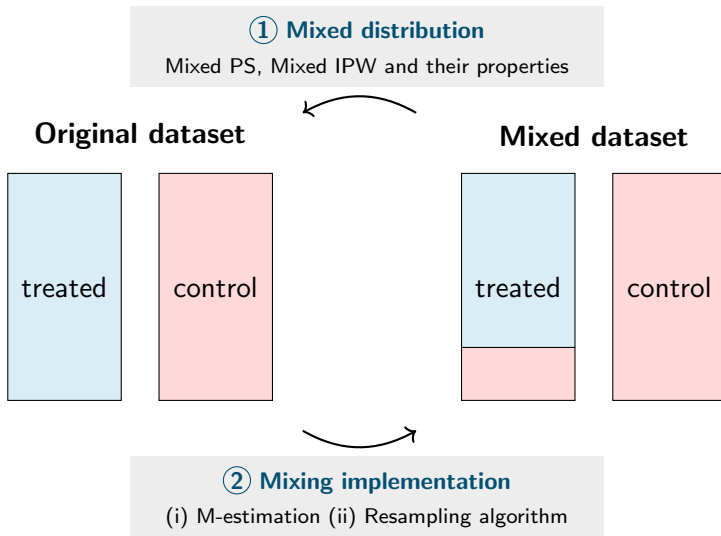 ① Mixed distribution
Mixed PS, Mixed IPW and their properties
Original dataset
Mixed dataset
treated
control
treated
control
② Mixing implementation
(i) M-estimation (ii) Resampling algorithm